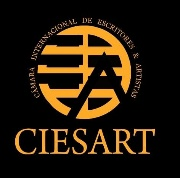 CÁMARA INTERNACIONAL DE ESCRITORES & ARTISTAS
CIESART